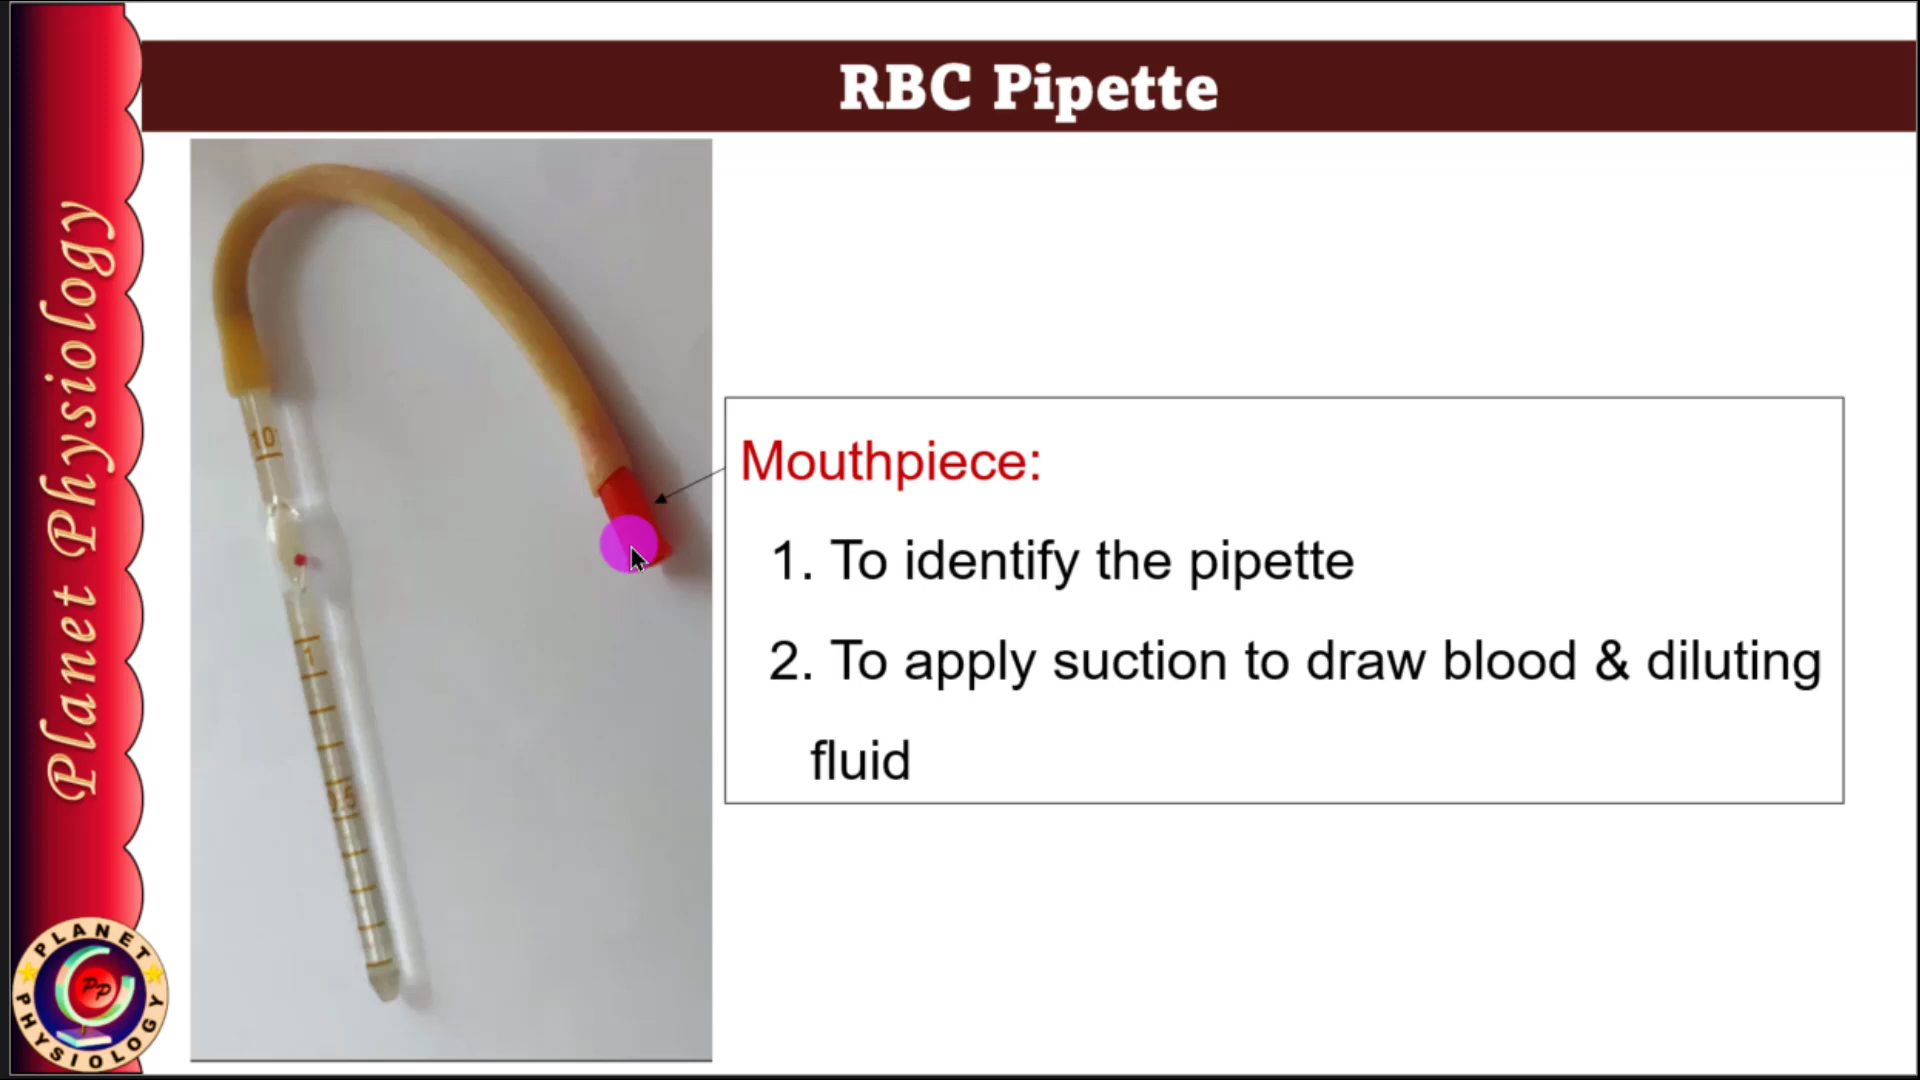 RBC Pipette
Planet Physiology
10
1
0.5
Mouthpiece:
1. To identify the pipette
2. To apply suction to draw blood & diluting
fluid
PLANET
PP
PHYSIOLOGY